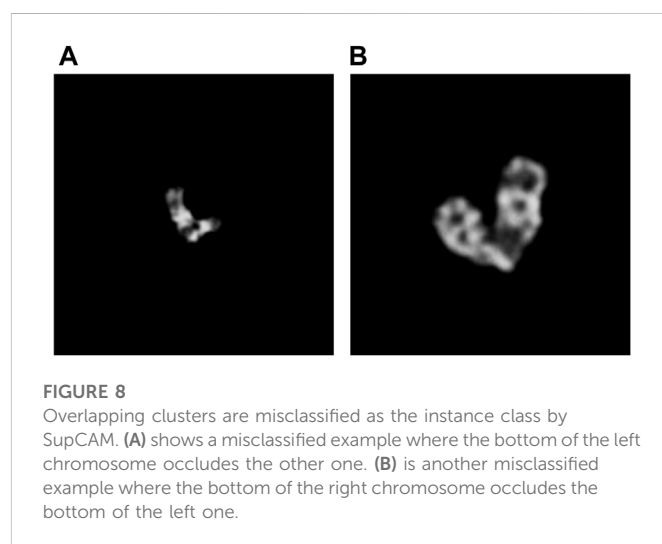 A
B
FIGURE 8
Overlapping clusters are misclassified as the instance class by
SupCAM. (A) shows a misclassified example where the bottom of the left
chromosome occludes the other one. (B) is another misclassified
example where the bottom of the right chromosome occludes the
bottom of the left one.